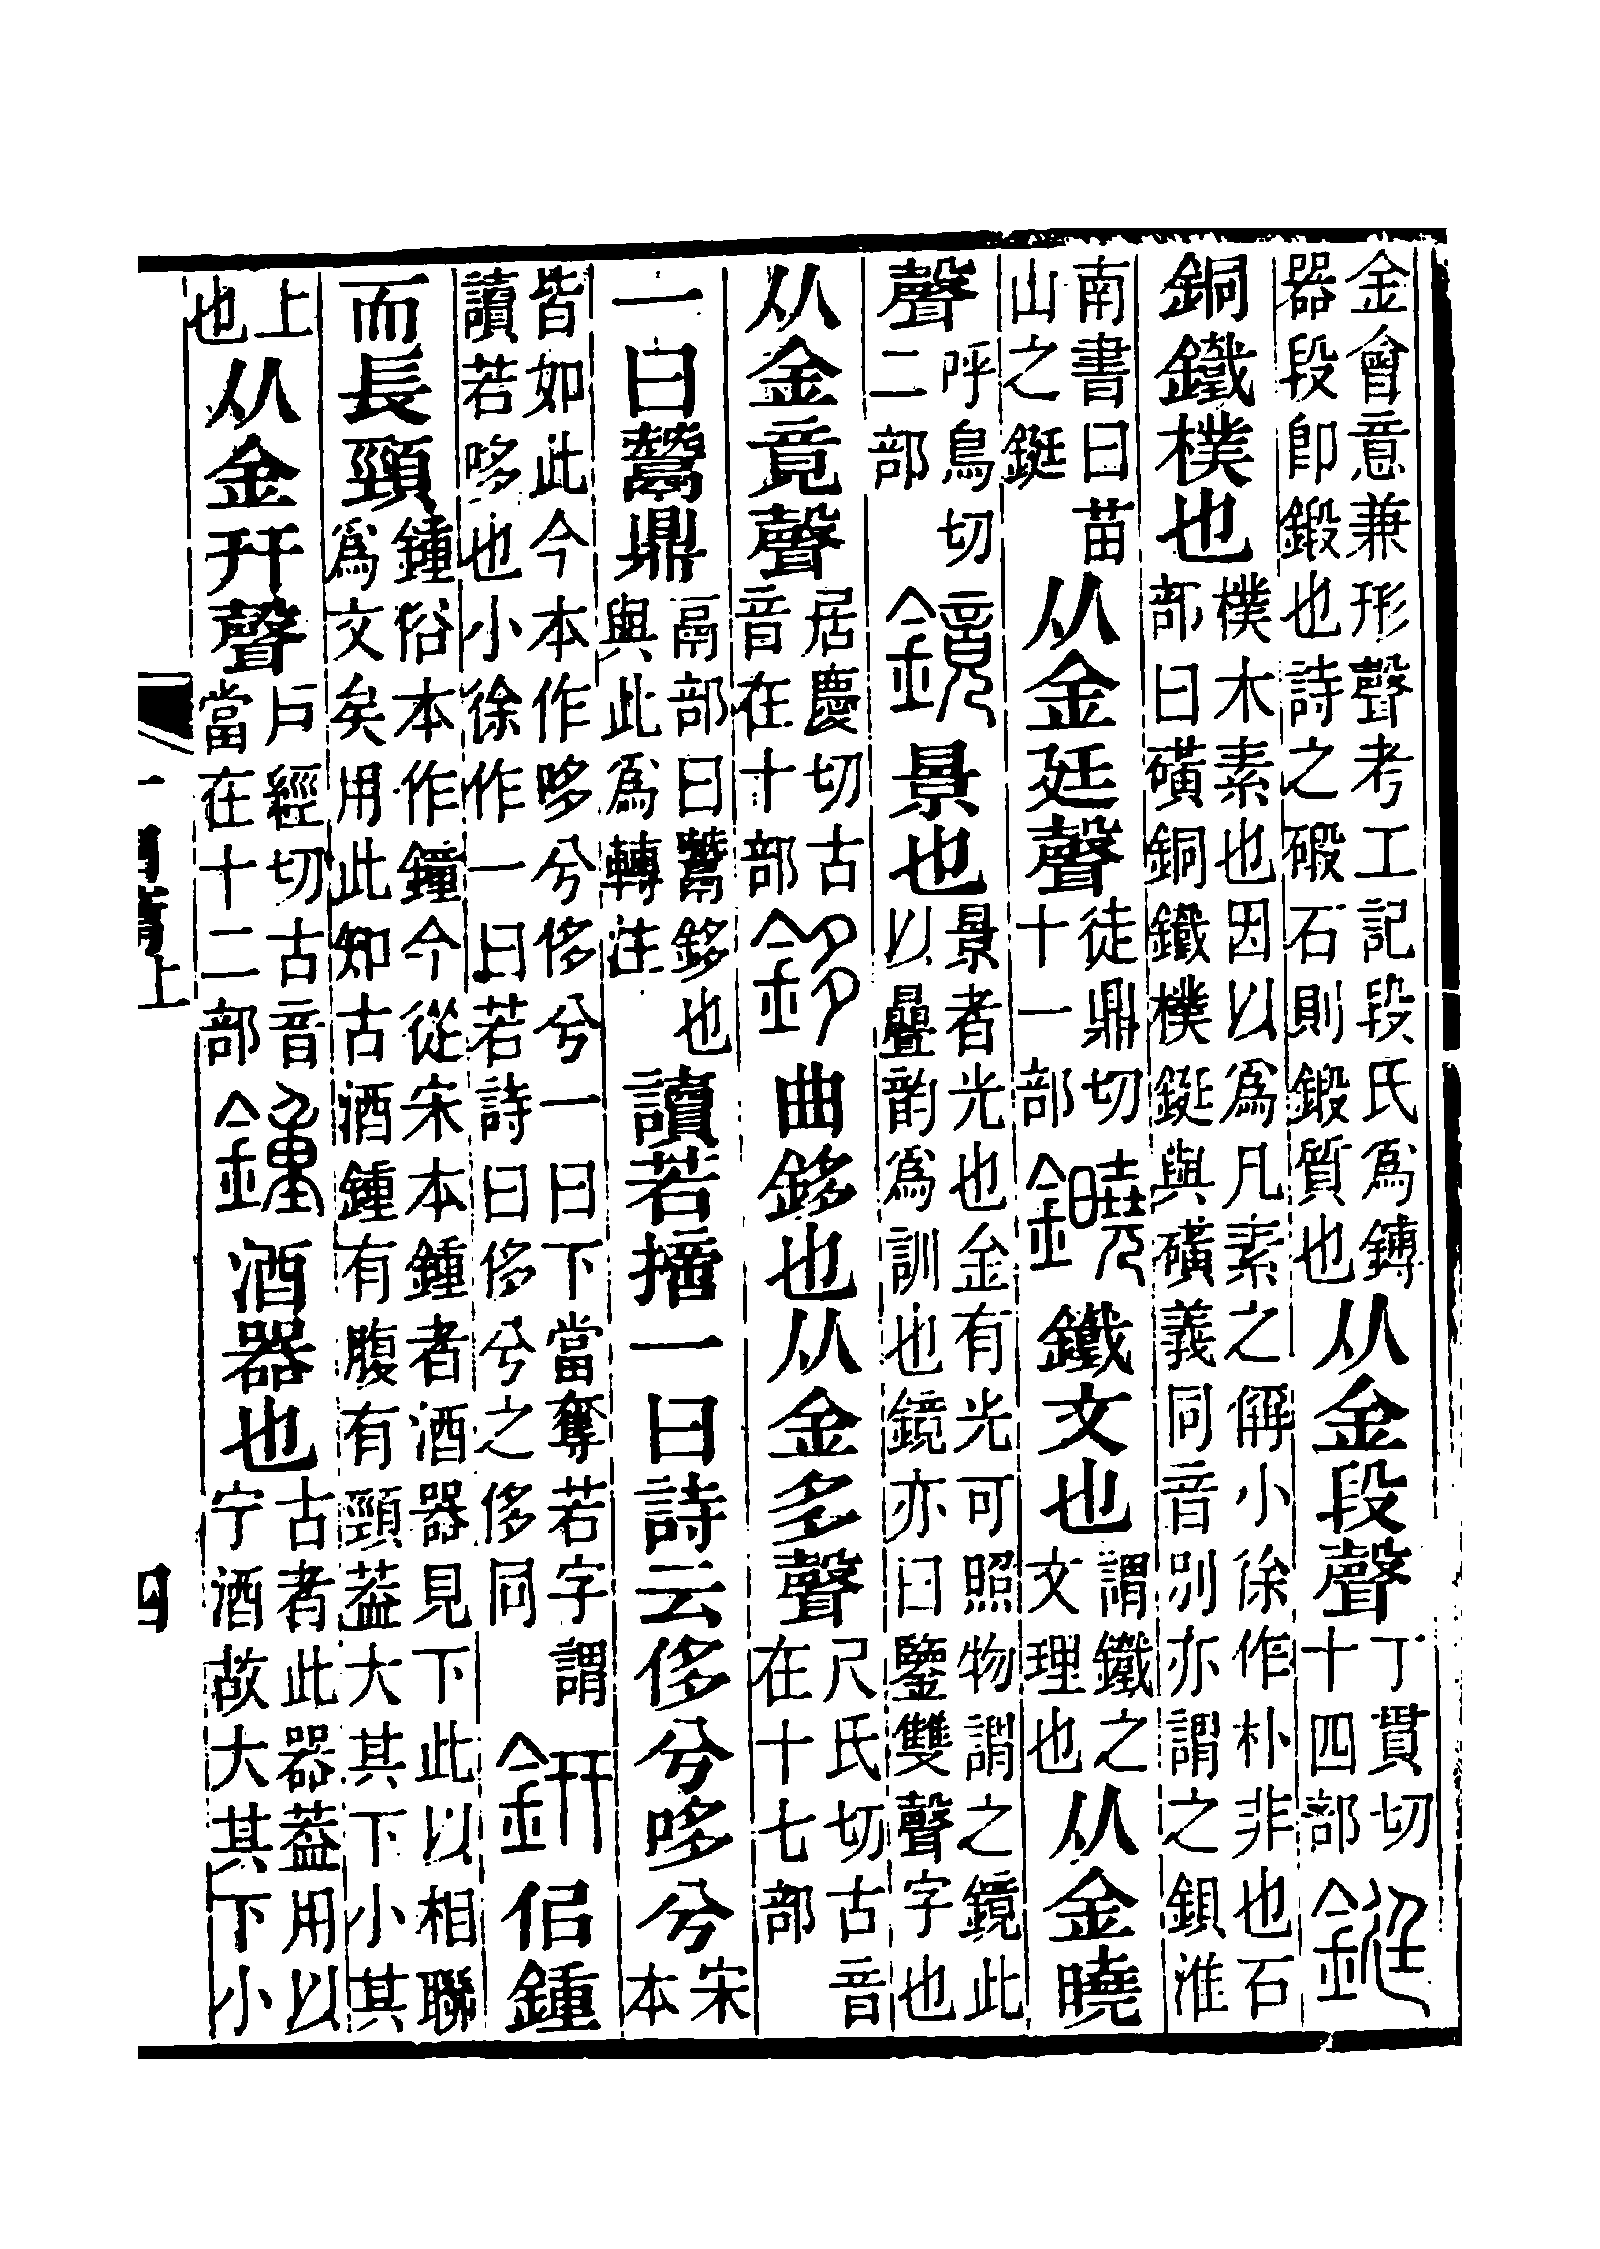 金會意兼形聲考工記段氏爲鎛器段卽鍛也詩之碫石則鍛質也从金段聲丁貫切十四部鋌
銅鐵樸也樸木素也因以爲凡素之偁小徐作朴非也石部曰磺銅鐵樸鋌與磺義同音別亦謂之鋇淮
南書曰苗山之鋌从金廷聲徒鼎切十一部䥵鐵文也謂鐵之文理也从金曉
聲呼鳥切二部鏡景也景者光也金有光可照物謂之鏡此以曡韵爲訓也鏡亦曰鑒雙聲字也
从金竟聲居慶切古音在十部鉹曲鉹也从金多聲尺氏切古音在十七部
一曰鬵鼎鬲部曰鬵鉹也與此爲轉注讀若摘一曰詩云侈兮哆兮宋本
皆如此今本作哆兮侈兮一曰下當奪若字謂讀若哆也小徐作一曰若詩曰侈兮之侈同鈃佀鍾
而長頸鍾俗本作鐘今從宋本鍾者酒器見下此以相聯爲文矣用此知古酒鍾有腹有頸葢大其下小其
上也从金幵聲戶經切古音當在十二部鍾酒器也古者此器葢用以宁酒故大其下小
篇上
四